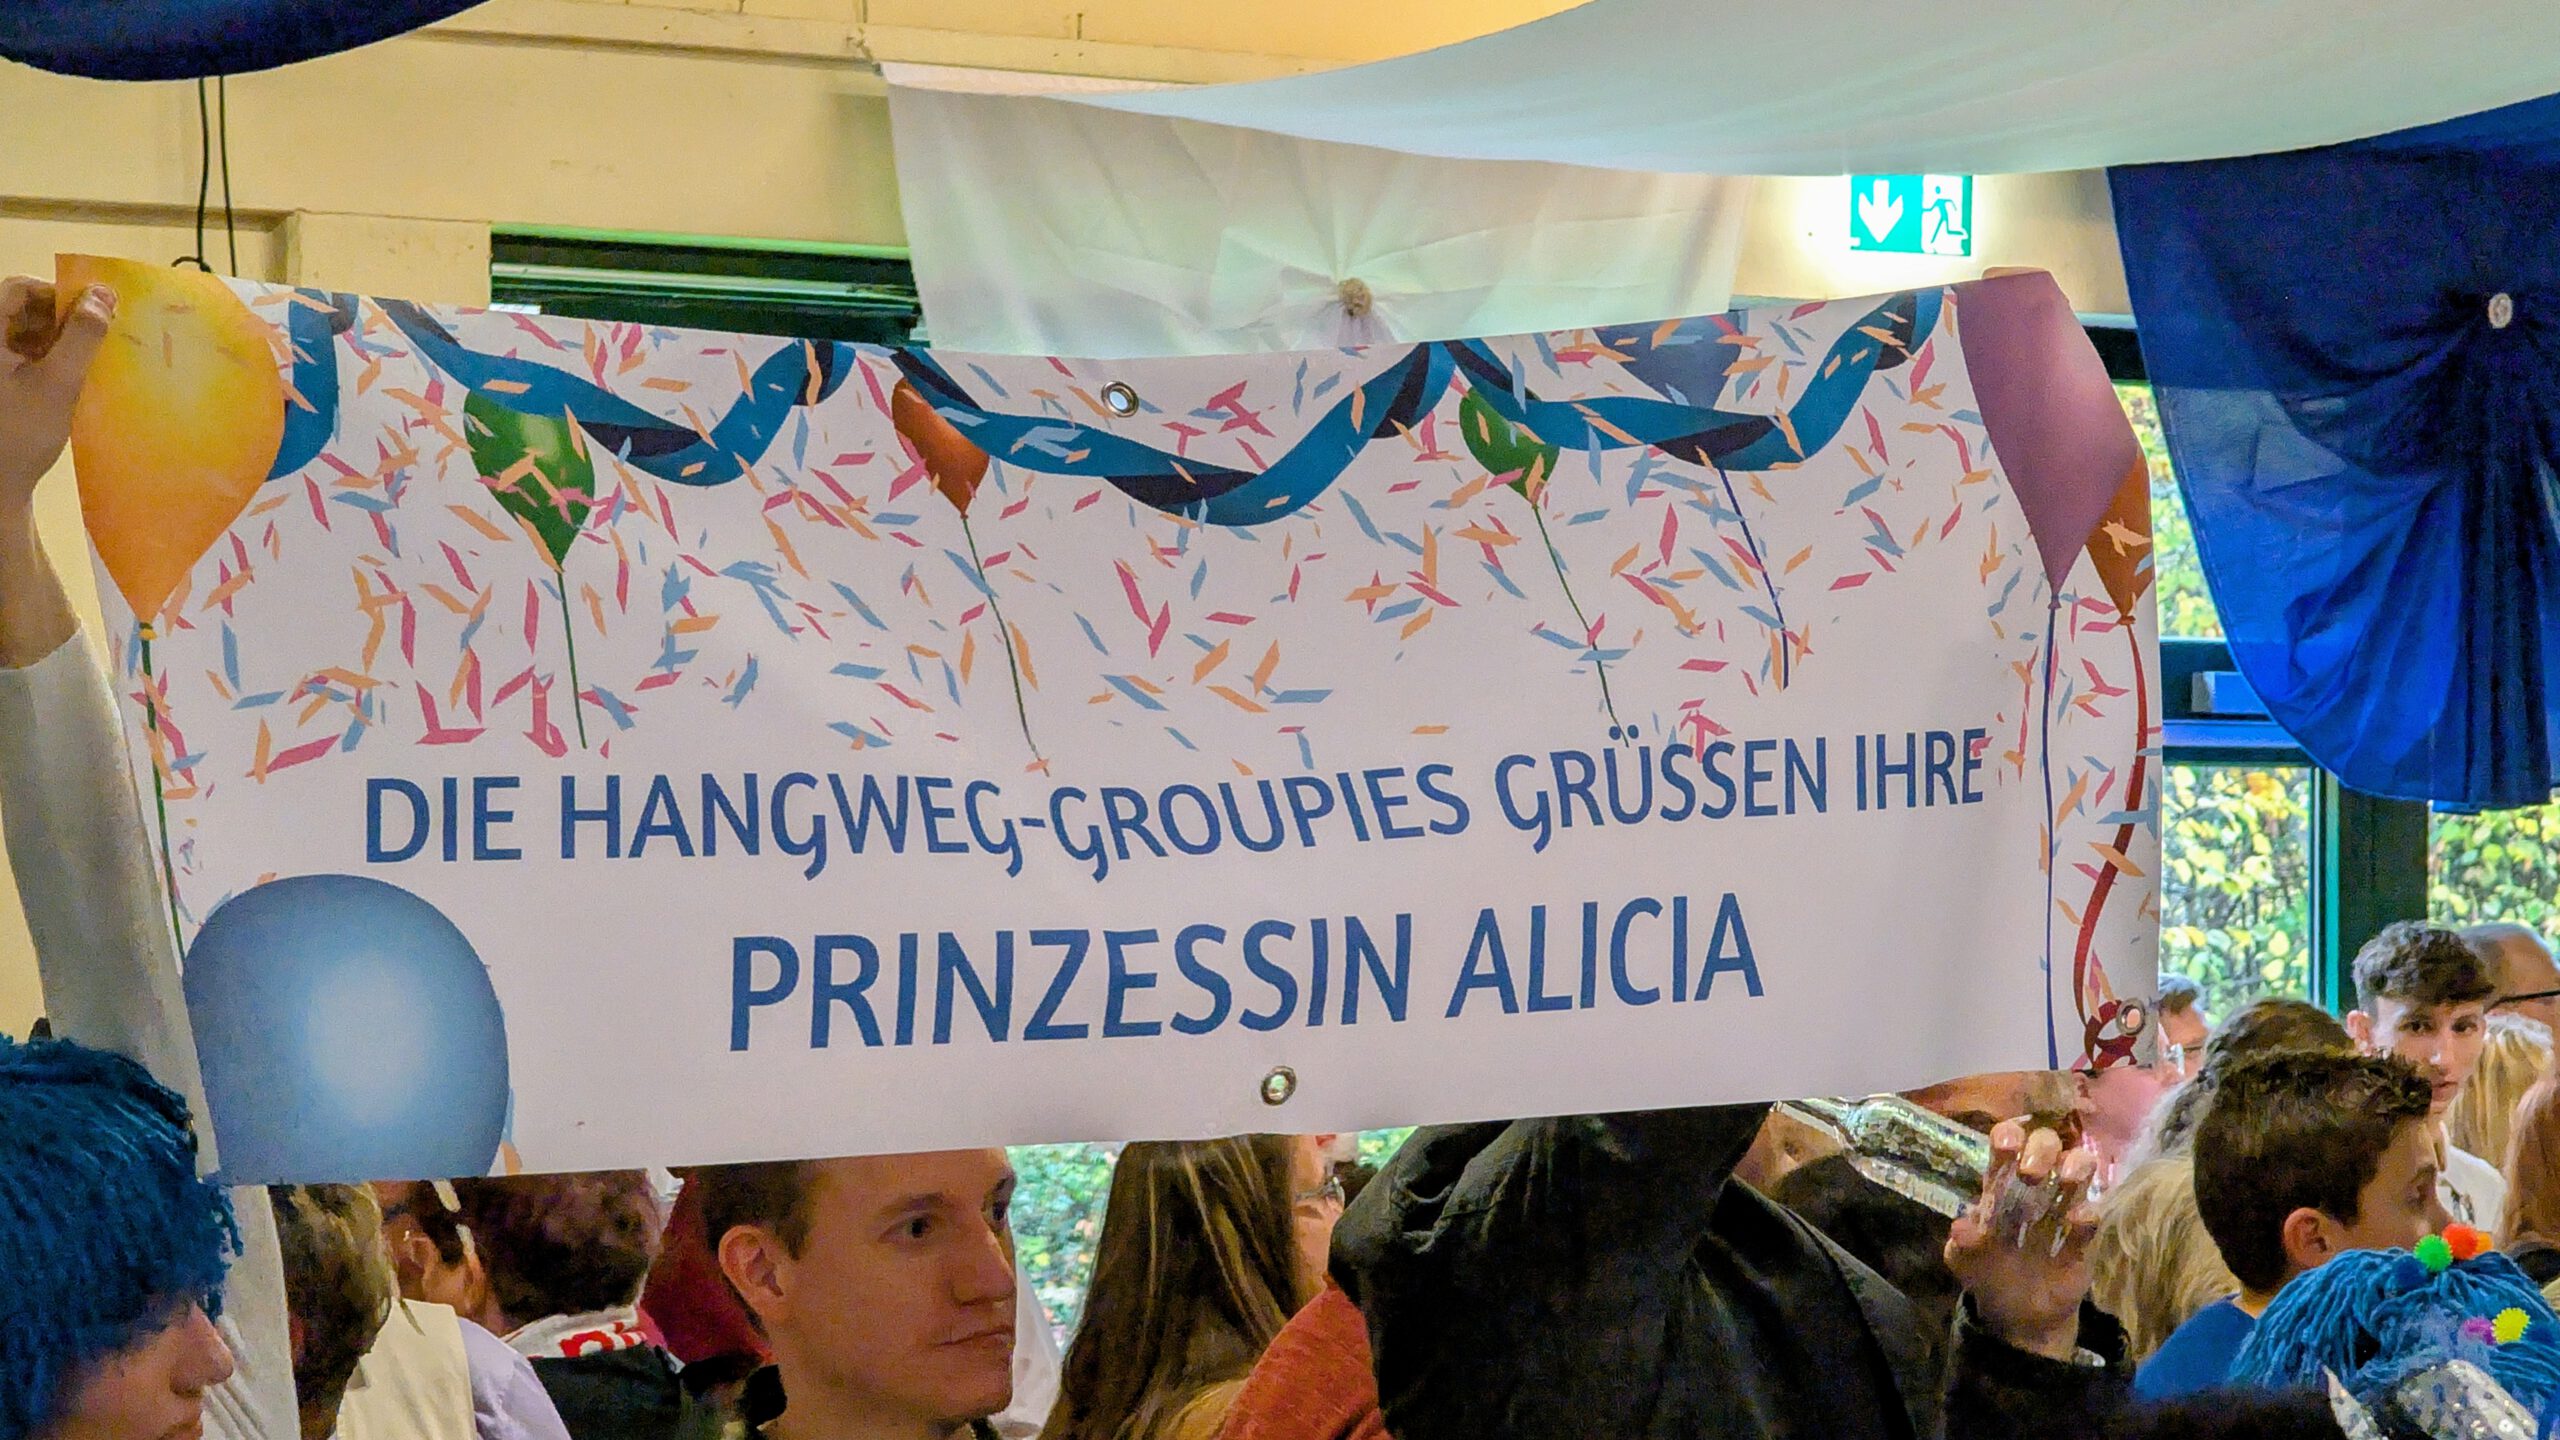 DIE HANGWEG-GROUPIES GRÜSSEN IHRE
PRINZESSIN ALICIA